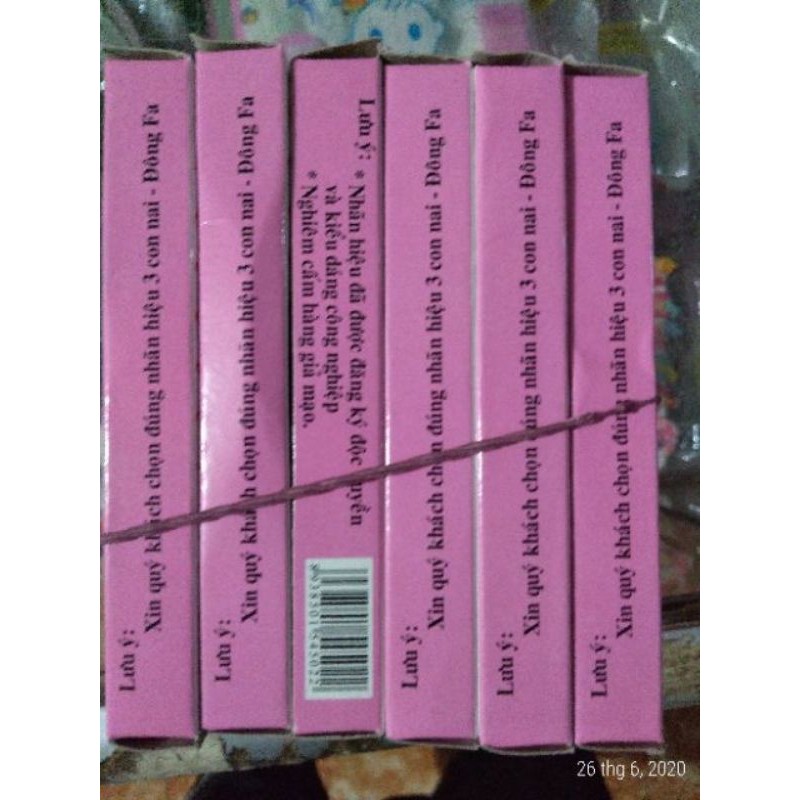 Lưu ý:
Xin quý khách chọn đúng nhãn hiệu 3 con nai - Đông Fa
Lưu ý:
Xin quý khách chọn đúng nhãn hiệu 3 con nai - Đông Fa
Lưu ý: * Nhãn hiệu đã được đăng ký độc quyền
và kiểu dáng công nghiệp
* Nghiêm cấm hàng giả mạo.
Lưu ý:
Xin quý khách chọn đúng nhãn hiệu 3 con nai - Đông Fa
Lưu ý:
Xin quý khách chọn đúng nhãn hiệu 3 con nai - Đông Fa
Lưu ý:
Xin quý khách chọn đúng nhãn hiệu 3 con nai - Đông Fa
26 thg 6, 2020